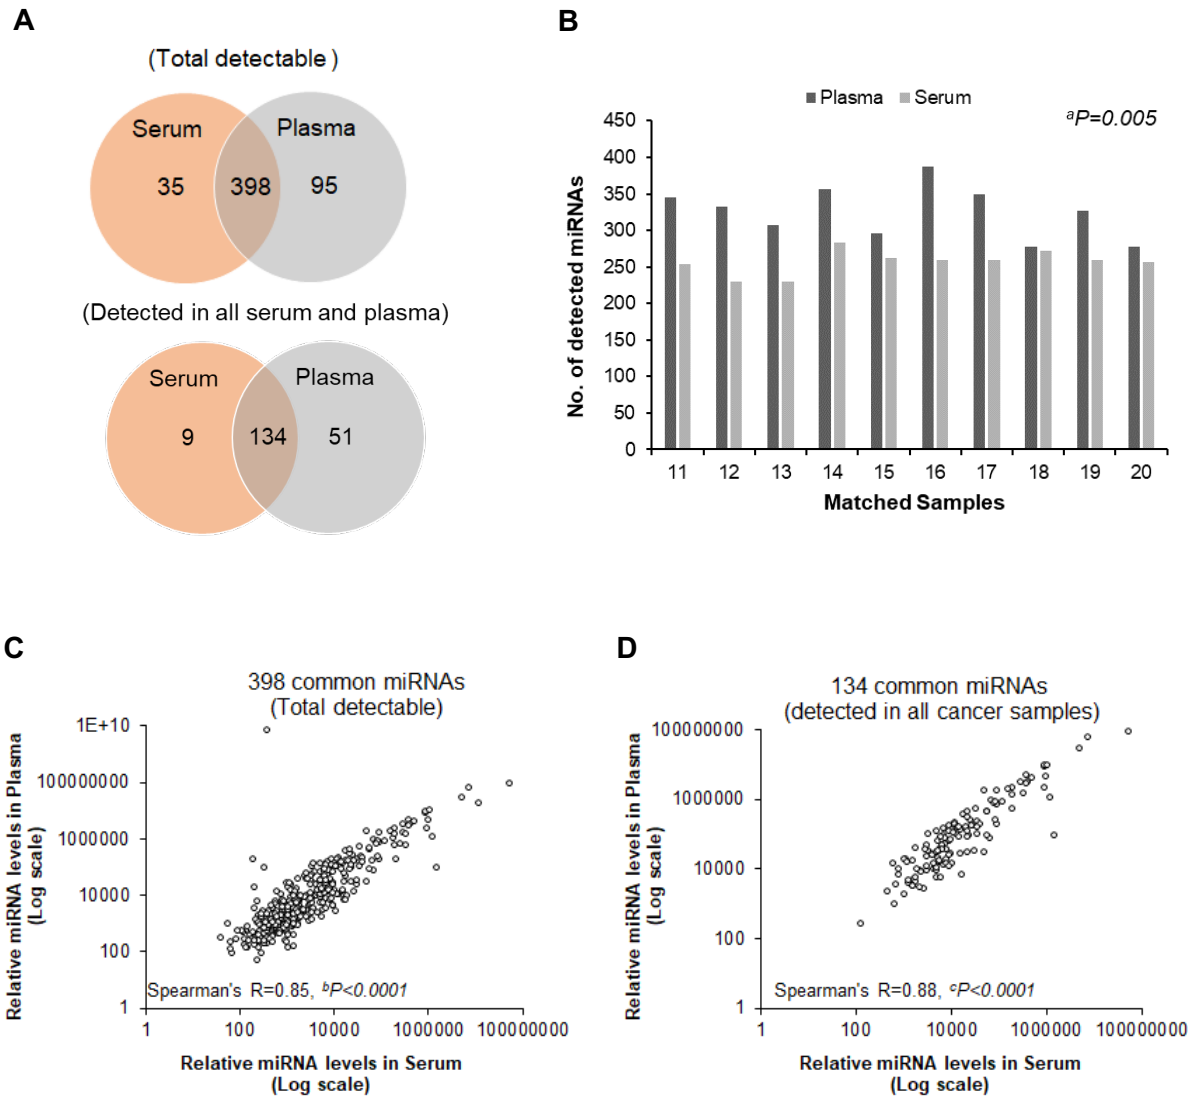 A
(Total detectable )
Serum
Plasma
35
398
95
(Detected in all serum and plasma)
Serum
Plasma
9
134
51
B
Plasma Serum
aP=0.005
No. of detected miRNAs
450
400
350
300
250
200
150
100
50
0
11 12 13 14 15 16 17 18 19 20
Matched Samples
C
398 common miRNAs
(Total detectable)
Relative miRNA levels in Plasma
(Log scale)
1E+10
100000000
1000000
10000
100
1
Spearman's R=0.85, bP<0.0001
1 100 10000 1000000 100000000
Relative miRNA levels in Serum
(Log scale)
D
134 common miRNAs
(detected in all cancer samples)
Relative miRNA levels in Plasma
(Log scale)
100000000
1000000
10000
100
1
Spearman's R=0.88, cP<0.0001
1 100 10000 1000000 100000000
Relative miRNA levels in Serum
(Log scale)